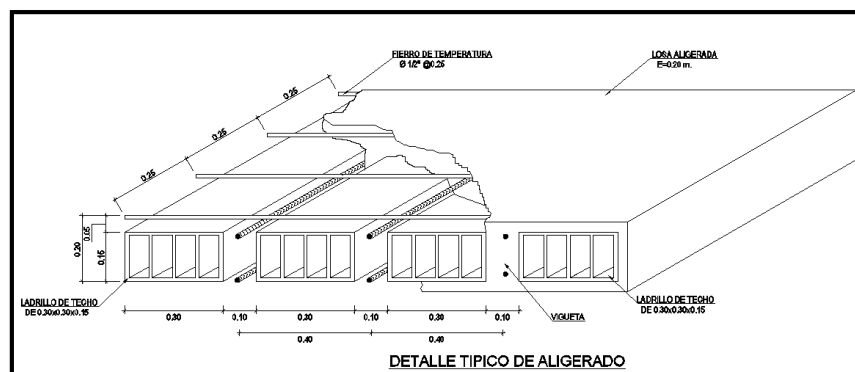 FIERRO DE TEMPERATURA
Ø 1/2" @0.25
LOSA ALIGERADA
E=0.20 m.
0.25
0.25
0.25
0.05
0.20
0.15
LADRILLO DE TECHO
DE 0.30x0.30x0.15
LADRILLO DE TECHO
DE 0.30x0.30x0.15
VIGUETA
0.30 0.10 0.30 0.10 0.30 0.10
0.40 0.40
DETALLE TIPICO DE ALIGERADO